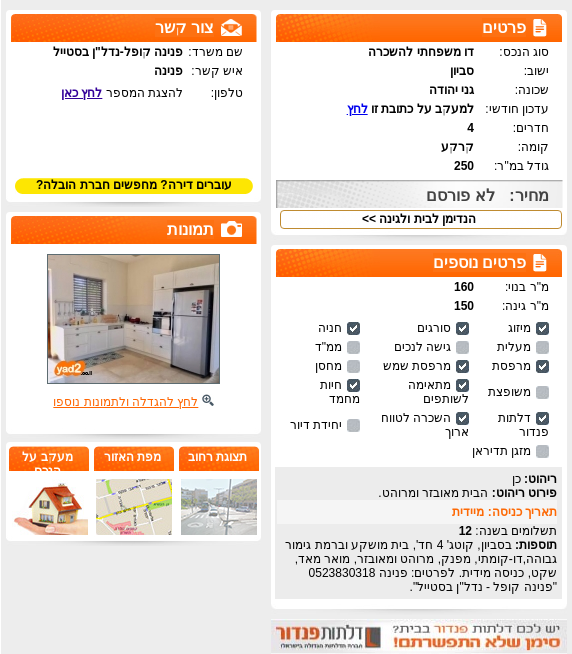 פרטים
סוג הנכס: דו משפחתי להשכרה
ישוב: סביון
שכונה: גני יהודה
עדכון חודשי: למעקב על כתובת זו לחץ
חדרים: 4
קומה: קרקע
גודל במ"ר: 250
מחיר: לא פורסם
הנדימן לבית ולגינה >>
פרטים נוספים
מ"ר בנוי: 160
מ"ר גינה: 150
מיזוג סורגים חניה
מעלית גישה לנכים ממ"ד
מרפסת מרפסת שמש מחסן
משופצת מתאימה לשותפים חיות מחמד
דלתות פנדור השכרה לטווח ארוך יחידת דיור
מזגן תדיראן
ריהוט: כן
פירוט ריהוט: הבית מאובזר ומרוהט.
תאריך כניסה: מיידית
תשלומים בשנה: 12
תוספות: בסביון, קוטג' 4 חד', בית מושקע וברמת גימור
גבוהה,דו-קומתי, מפנק, מרוהט ומאובזר, מואר מאד,
שקט, כניסה מידית. לפרטים: פנינה 0523830318
"פנינה קופל - נדל"ן בסטייל".
יש לכם דלתות פנדור בבית?
סימן שלא התפשרתם!
דלתות פנדור
חברת הדלתות הגדולה בישראל
צור קשר
שם משרד: פנינה קופל-נדל"ן בסטייל
איש קשר: פנינה
טלפון: להצגת המספר לחץ כאן
עוברים דירה? מחפשים חברת הובלה?
תמונות
yad2.co.il
לחץ להגדלה ולתמונות נוספו
תצוגת רחוב
מפת האזור
מעקב על
הנכס